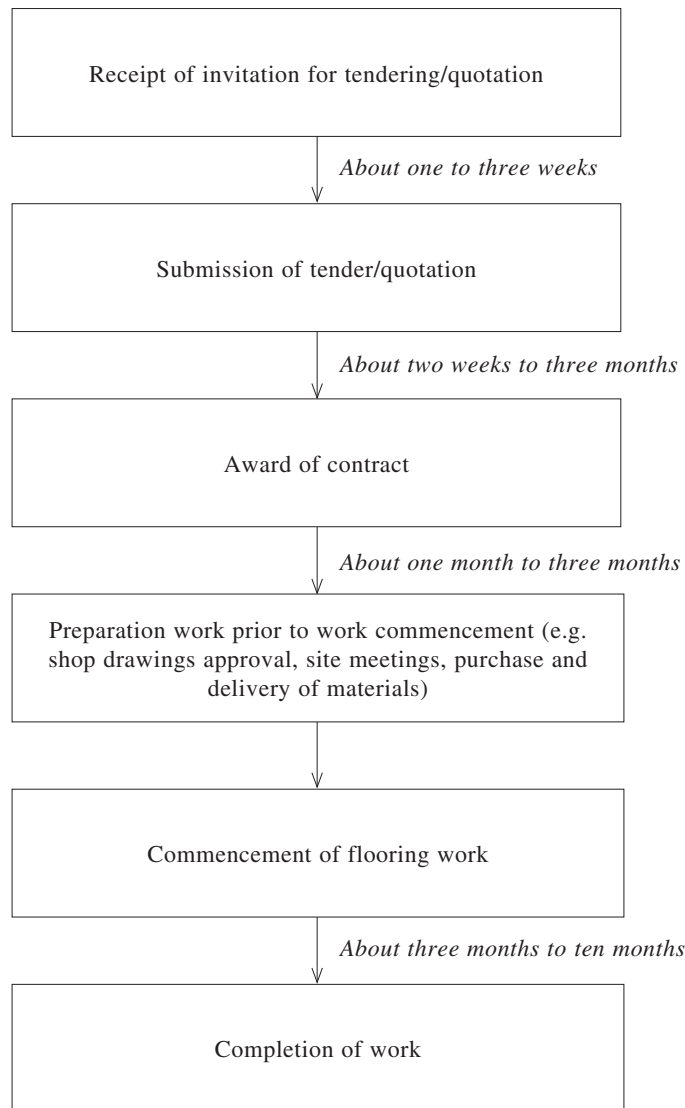 Receipt of invitation for tendering/quotation
About one to three weeks
Submission of tender/quotation
About two weeks to three months
Award of contract
About one month to three months
Preparation work prior to work commencement (e.g.
shop drawings approval, site meetings, purchase and
delivery of materials)
Commencement of flooring work
About three months to ten months
Completion of work